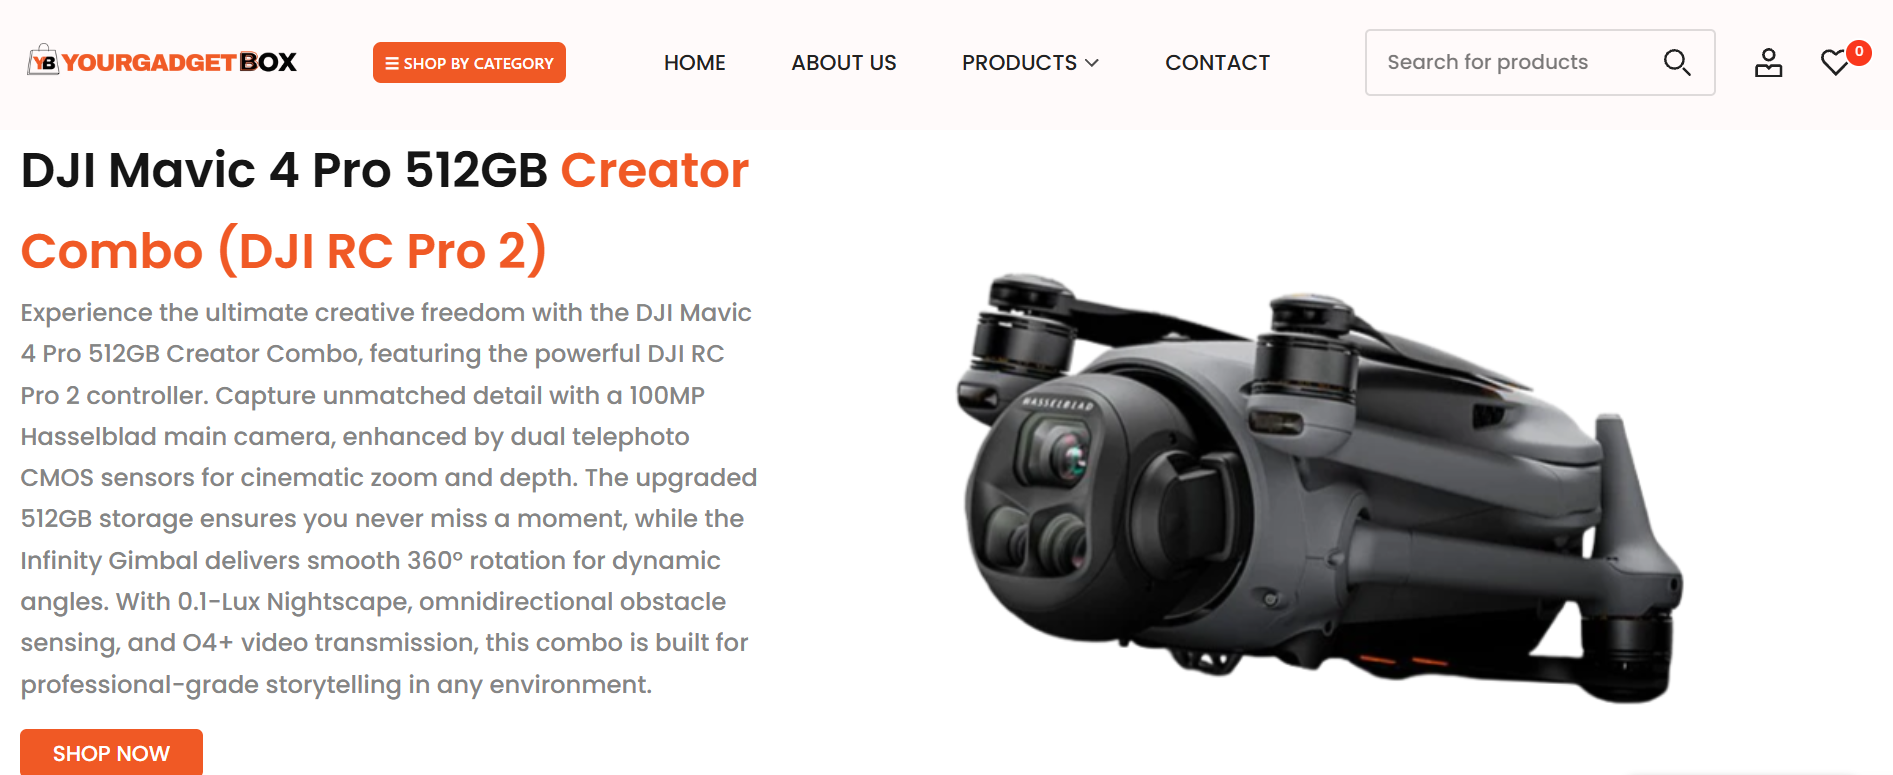 YB YOURGADGETBOX
SHOP BY CATEGORY
HOME
ABOUT US
PRODUCTS
CONTACT
Search for products
0
DJI Mavic 4 Pro 512GB Creator
Combo (DJI RC Pro 2)
Experience the ultimate creative freedom with the DJI Mavic
4 Pro 512GB Creator Combo, featuring the powerful DJI RC
Pro 2 controller. Capture unmatched detail with a 100MP
Hasselblad main camera, enhanced by dual telephoto
CMOS sensors for cinematic zoom and depth. The upgraded
512GB storage ensures you never miss a moment, while the
Infinity Gimbal delivers smooth 360° rotation for dynamic
angles. With 0.1-Lux Nightscape, omnidirectional obstacle
sensing, and O4+ video transmission, this combo is built for
professional-grade storytelling in any environment.
SHOP NOW
HASSELBLAD